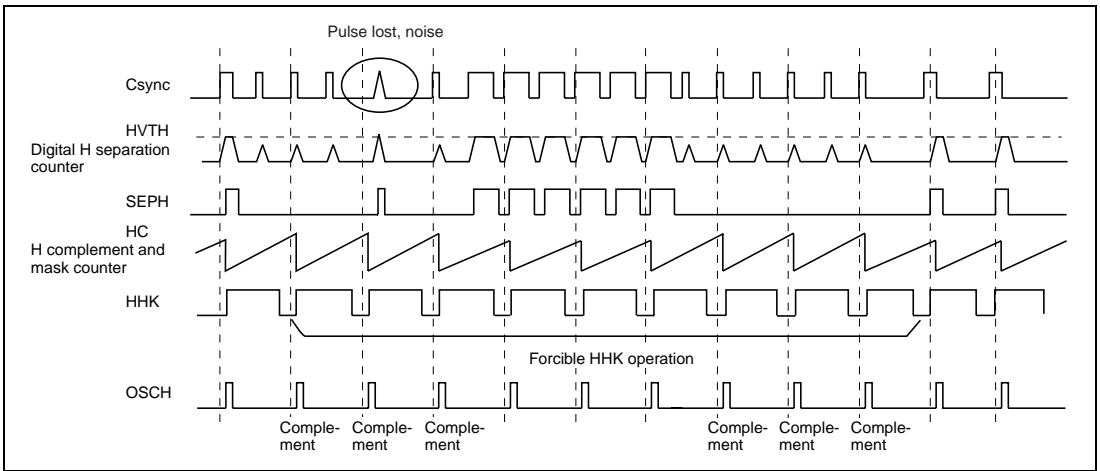 Pulse lost, noise
Csync
HVTH
Digital H separation
counter
SEPH
HC
H complement and
mask counter
HHK
Forcible HHK operation
OSCH
Comple-
ment
Comple-
ment
Comple-
ment
Comple-
ment
Comple-
ment
Comple-
ment